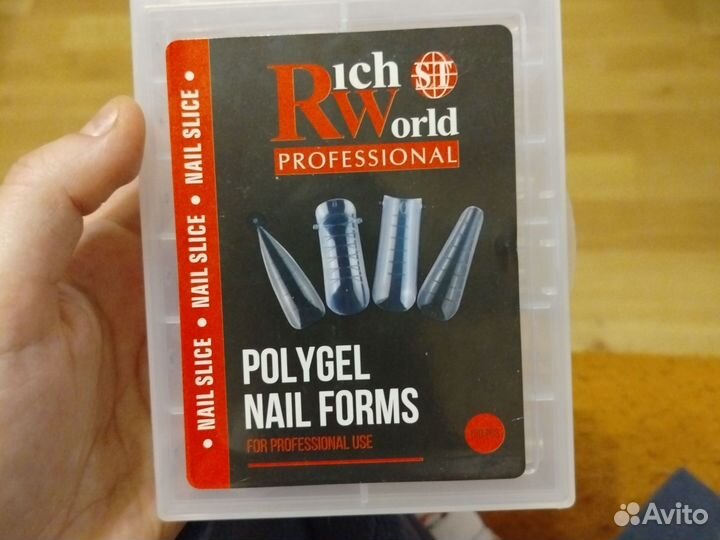 Rich
World
ST
PROFESSIONAL
• NAIL SLICE • NAIL SLICE • NAIL SLICE •
POLYGEL
NAIL FORMS
FOR PROFESSIONAL USE
Avito